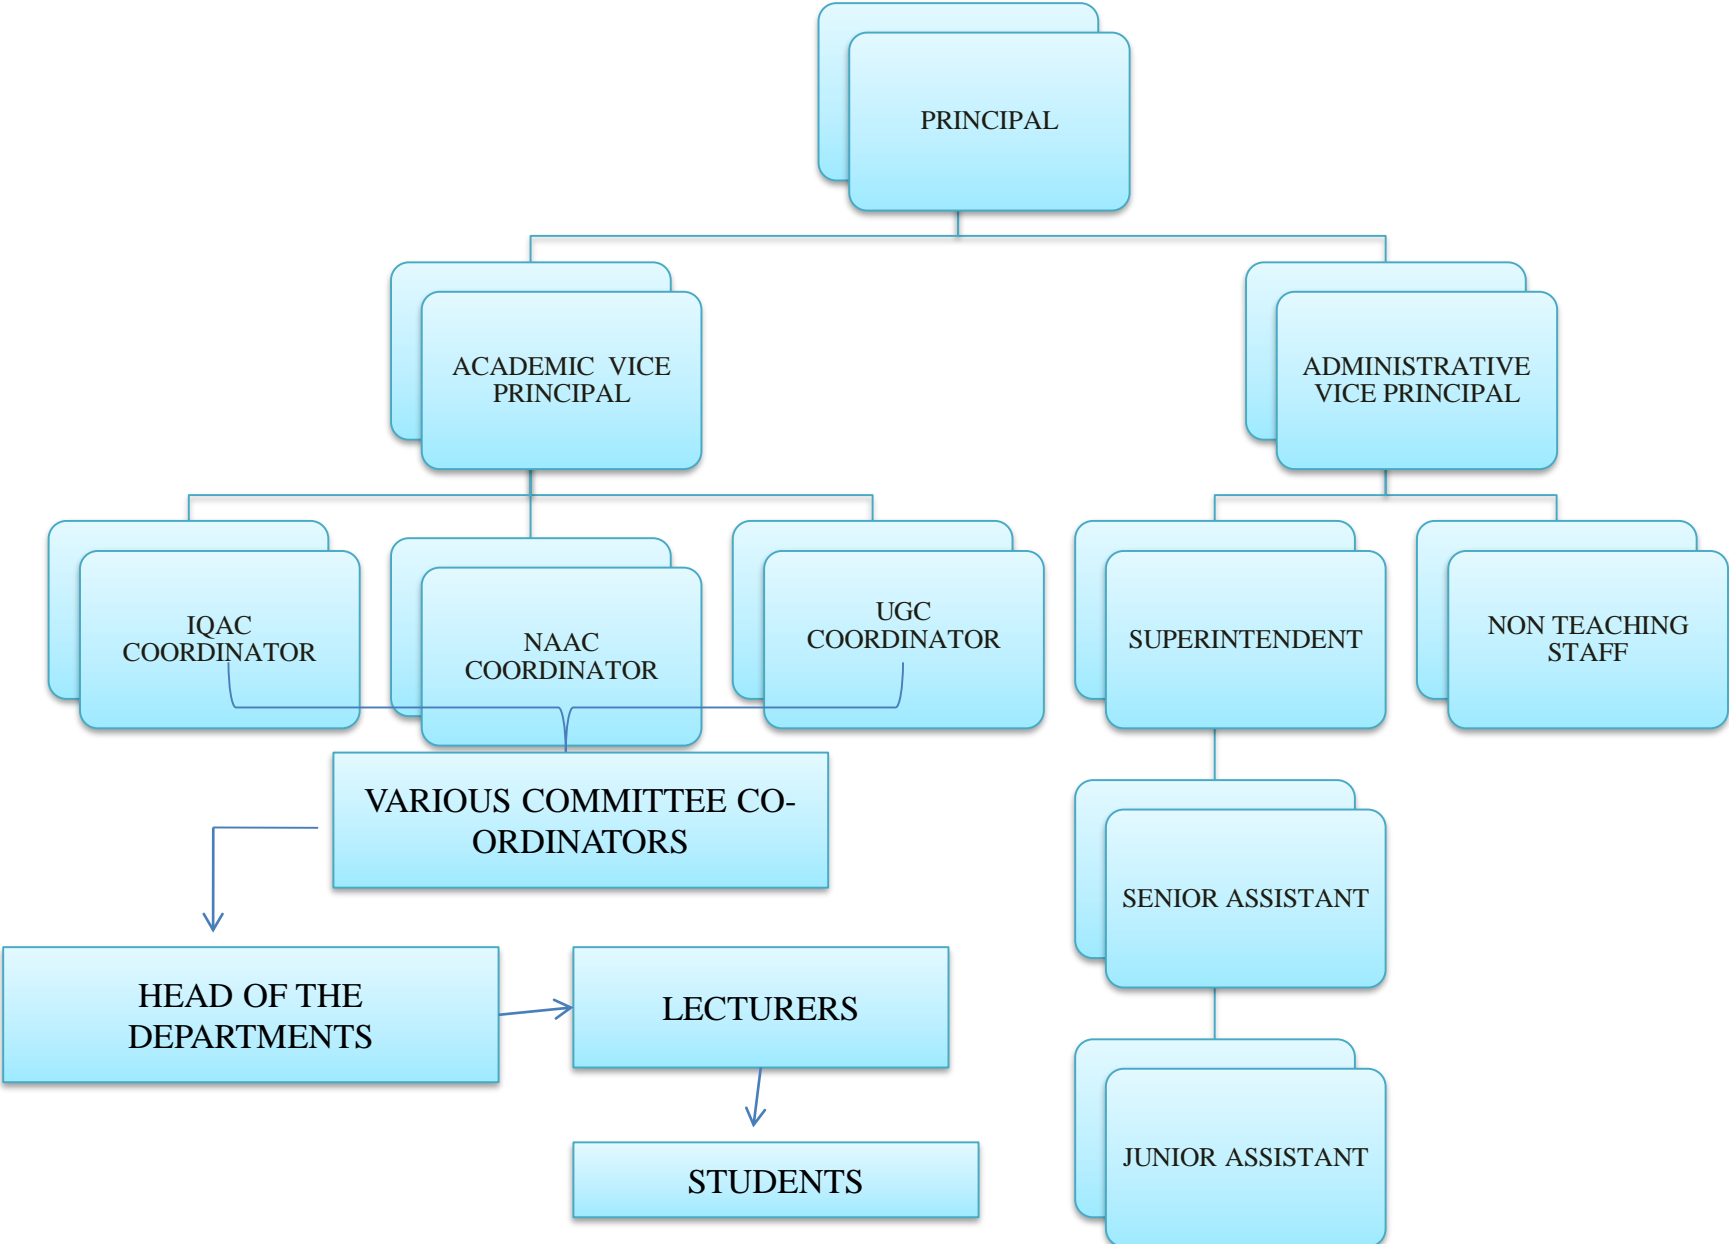 PRINCIPAL
ACADEMIC VICE
PRINCIPAL
ADMINISTRATIVE
VICE PRINCIPAL
IQAC
COORDINATOR
NAAC
COORDINATOR
UGC
COORDINATOR
SUPERINTENDENT
NON TEACHING
STAFF
VARIOUS COMMITTEE CO-
ORDINATORS
SENIOR ASSISTANT
HEAD OF THE
DEPARTMENTS
LECTURERS
JUNIOR ASSISTANT
STUDENTS